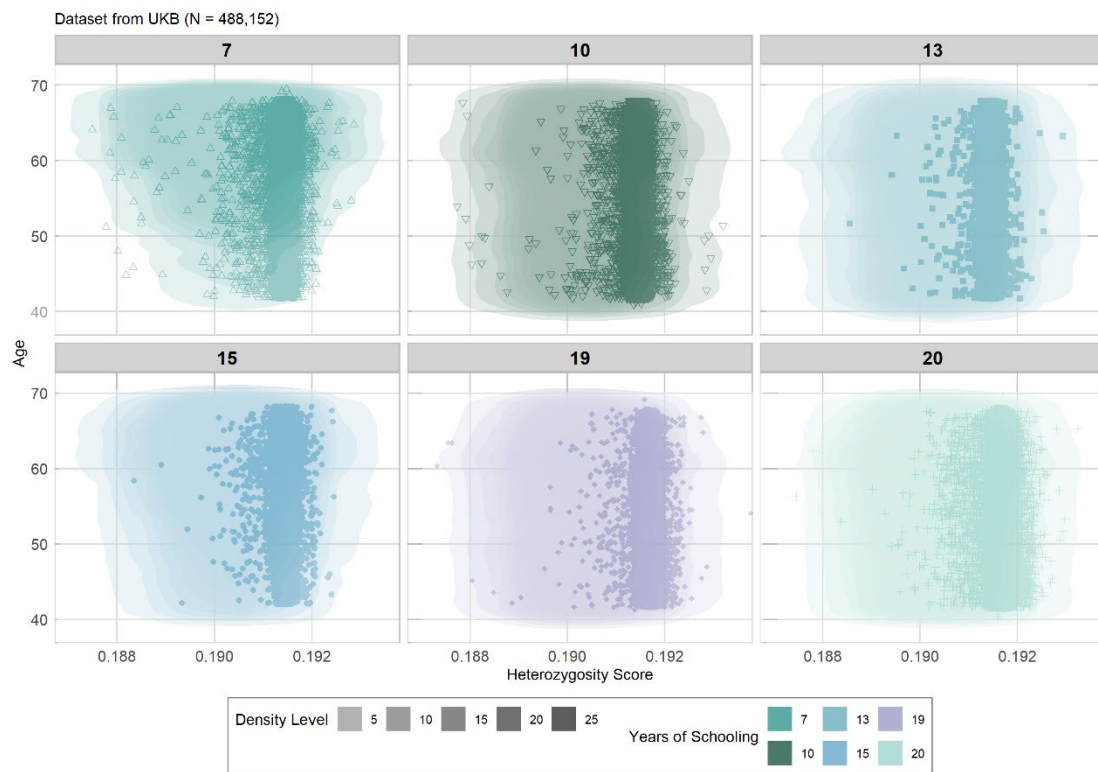 Dataset from UKB (N = 488,152)
7 10 13
70
60
50
40
Age
15 19 20
70
60
50
40
0.188 0.190 0.192 0.188 0.190 0.192 0.188 0.190 0.192
Heterozygosity Score
Density Level 5 10 15 20 25
Years of Schooling
7 13 19
10 15 20